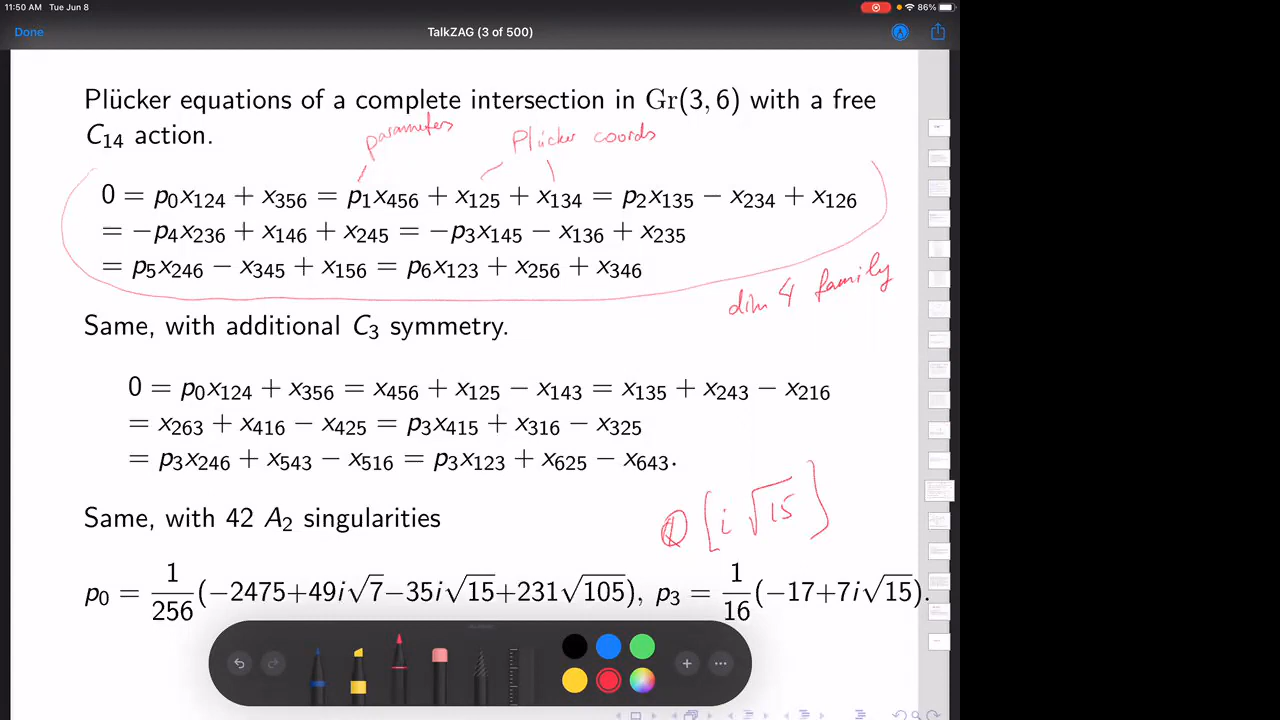 11:50 AM Tue Jun 8
86%
Done
TalkZAG (3 of 500)
Plücker equations of a complete intersection in Gr(3, 6) with a free
C₁₄ action.
parameters Plücker coords
0 = p₀x₁₂₄ + x₃₅₆ = p₁x₄₅₆ + x₁₂₅ + x₁₃₄ = p₂x₁₃₅ − x₂₃₄ + x₁₂₆
= −p₄x₂₃₆ + x₁₄₆ + x₂₄₅ = −p₃x₁₄₅ − x₁₃₆ + x₂₃₅
= p₅x₂₄₆ − x₃₄₅ + x₁₅₆ = p₆x₁₂₃ + x₂₅₆ + x₃₄₆
dim 4 family
Same, with additional C₃ symmetry.
0 = p₀x₁₂₄ + x₃₅₆ = x₄₅₆ + x₁₂₅ − x₁₄₃ = x₁₃₅ + x₂₄₃ − x₂₁₆
= x₂₆₃ + x₄₁₆ − x₄₂₅ = p₃x₄₁₅ + x₃₁₆ − x₃₂₅
= p₃x₂₄₆ + x₅₄₃ − x₅₁₆ = p₃x₁₂₃ + x₆₂₅ − x₆₄₃.
ℚ[i√15]
Same, with 42 A₂ singularities
p₀ = 1/256(−2475+49i√7−35i√15+231√105), p₃ = 1/16(−17+7i√15).